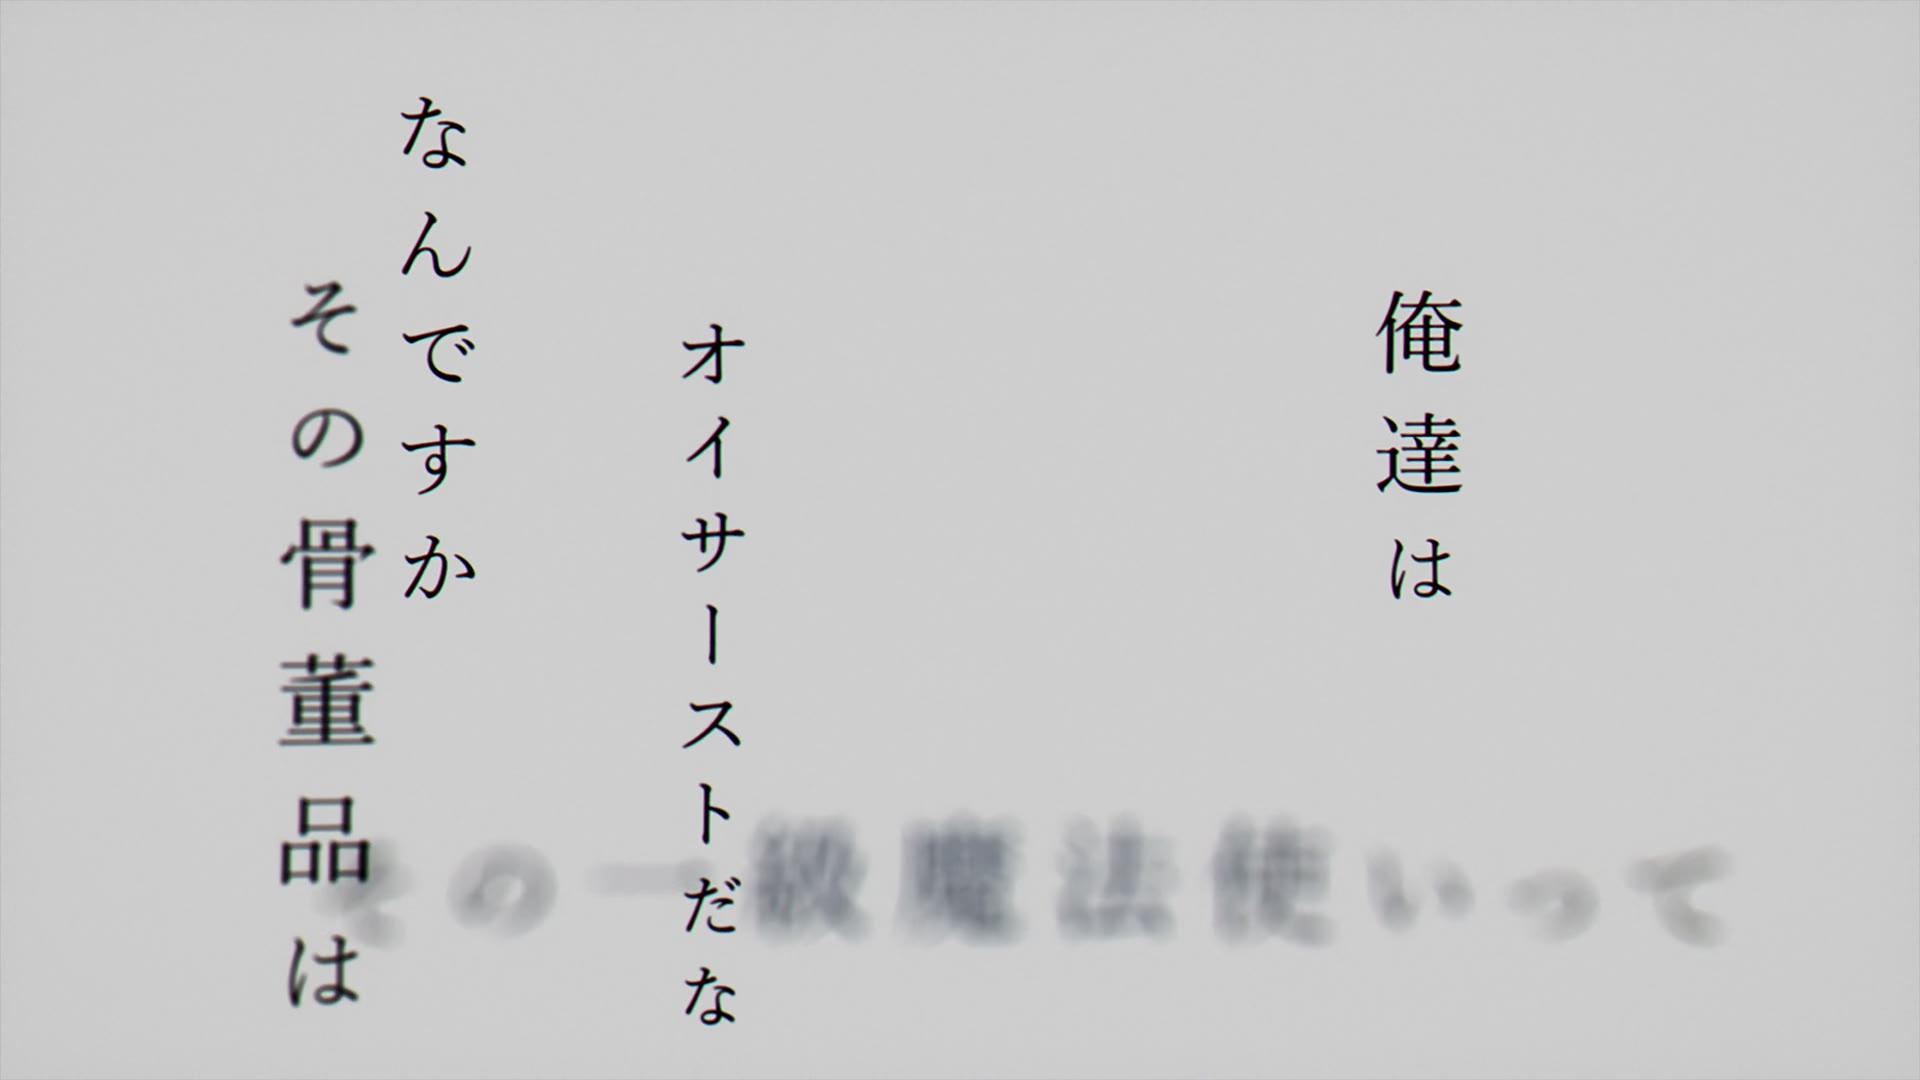 俺達は
オイサーストだな
なんですか
その骨董品は
その一級魔法使いって